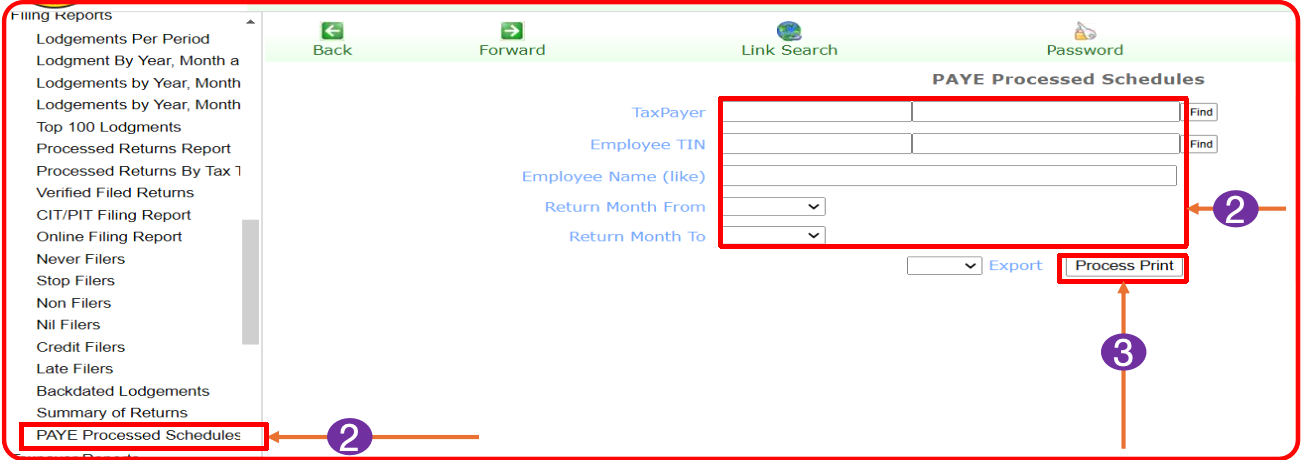 Filing Reports
Lodgements Per Period
Lodgment By Year, Month a
Lodgements by Year, Month
Lodgements by Year, Month
Top 100 Lodgments
Processed Returns Report
Processed Returns By Tax T
Verified Filed Returns
CIT/PIT Filing Report
Online Filing Report
Never Filers
Stop Filers
Non Filers
Nil Filers
Credit Filers
Late Filers
Backdated Lodgements
Summary of Returns
PAYE Processed Schedules
2
Back
Forward
Link Search
Password
PAYE Processed Schedules
TaxPayer
Find
Employee TIN
Find
Employee Name (like)
Return Month From
2
Return Month To
Export
Process Print
3